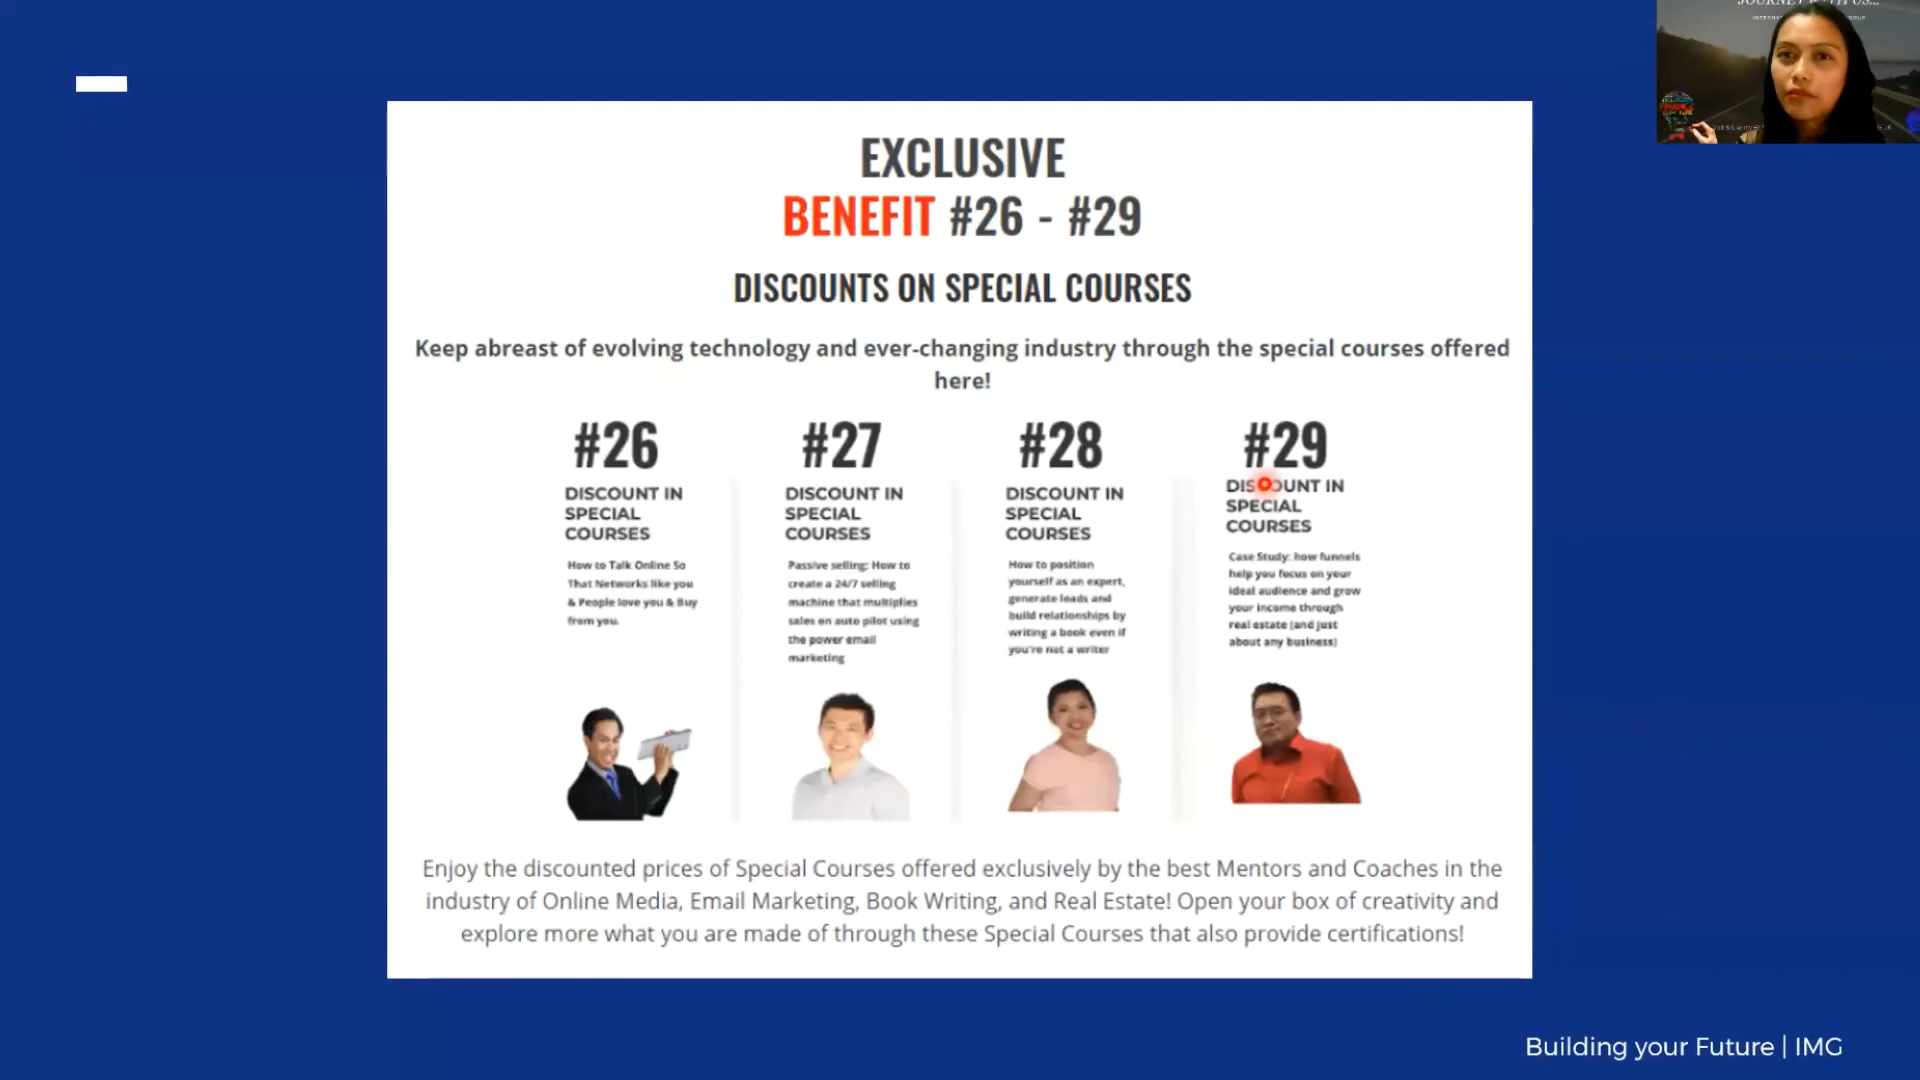 JOURNEY WITH US...
EXCLUSIVE
BENEFIT #26 - #29
DISCOUNTS ON SPECIAL COURSES
Keep abreast of evolving technology and ever-changing industry through the special courses offered
here!
#26
DISCOUNT IN
SPECIAL
COURSES
How to Talk Online So
That Networks like you
& People love you & Buy
from you.
#27
DISCOUNT IN
SPECIAL
COURSES
Passive selling: How to
create a 24/7 selling
machine that multiplies
sales on auto pilot using
the power email
marketing
#28
DISCOUNT IN
SPECIAL
COURSES
How to position
yourself as an expert,
generate leads and
build relationships by
writing a book even if
you're not a writer
#29
DISCOUNT IN
SPECIAL
COURSES
Case Study: how funnels
help you focus on your
ideal audience and grow
your income through
real estate (and just
about any business)
Enjoy the discounted prices of Special Courses offered exclusively by the best Mentors and Coaches in the
industry of Online Media, Email Marketing, Book Writing, and Real Estate! Open your box of creativity and
explore more what you are made of through these Special Courses that also provide certifications!
Building your Future | IMG